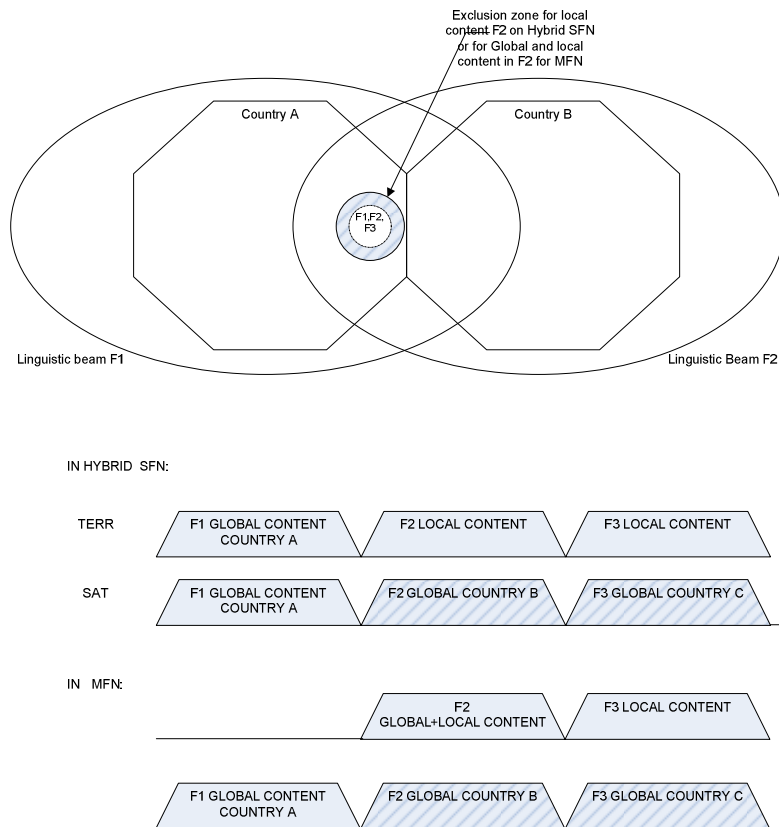 Exclusion zone for local
content F2 on Hybrid SFN
or for Global and local
content in F2 for MFN
Country A
Country B
F1,F2,
F3
Linguistic beam F1
Linguistic Beam F2
IN HYBRID SFN:
TERR
F1 GLOBAL CONTENT
COUNTRY A
F2 LOCAL CONTENT
F3 LOCAL CONTENT
SAT
F1 GLOBAL CONTENT
COUNTRY A
F2 GLOBAL COUNTRY B
F3 GLOBAL COUNTRY C
IN MFN:
F2
GLOBAL+LOCAL CONTENT
F3 LOCAL CONTENT
F1 GLOBAL CONTENT
COUNTRY A
F2 GLOBAL COUNTRY B
F3 GLOBAL COUNTRY C